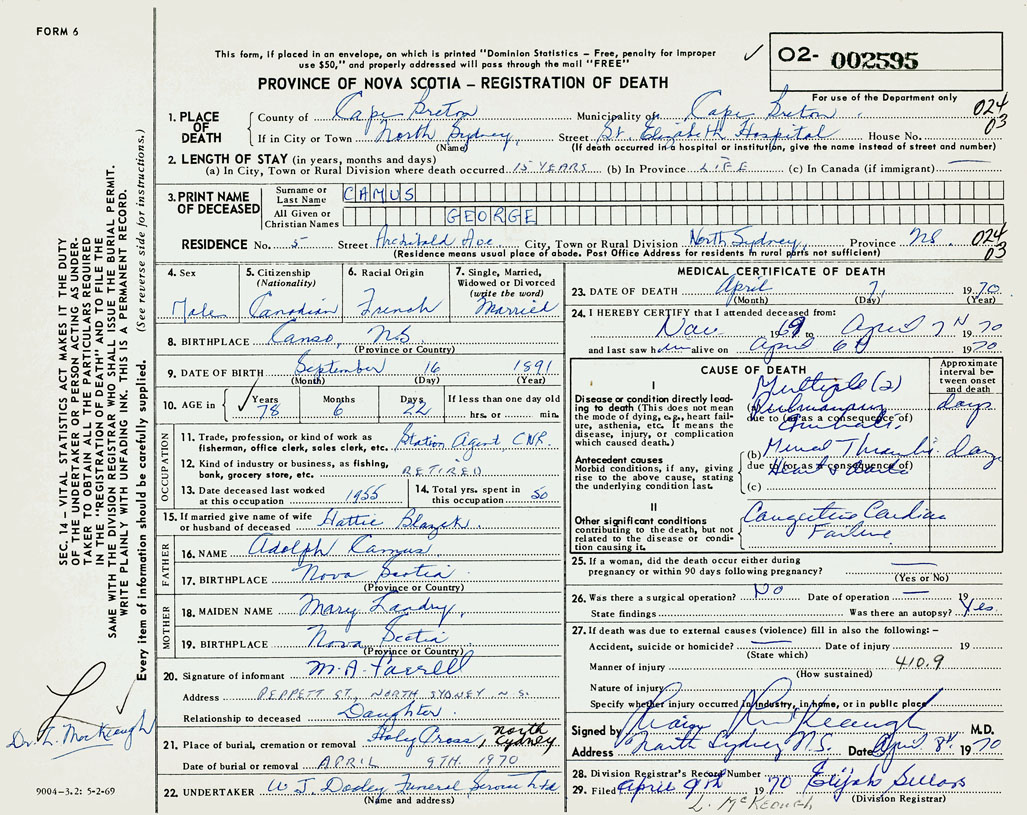 FORM 6
This form, if placed in an envelope, on which is printed "Dominion Statistics – Free, penalty for improper
use $50," and properly addressed will pass through the mail "FREE"
O2- 002595
PROVINCE OF NOVA SCOTIA – REGISTRATION OF DEATH
For use of the Department only
024
03
1. PLACE OF DEATH
County of Cape Breton Municipality of Cape Breton
If in City or Town North Sydney, Street St. Elizabeth Hospital House No.
(Name) (If death occurred in a hospital or institution, give the name instead of street and number)
2. LENGTH OF STAY (in years, months and days)
(a) In City, Town or Rural Division where death occurred 15 YEARS (b) In Province LIFE (c) In Canada (if immigrant) —
3. PRINT NAME OF DECEASED
Surname or Last Name CAMUS
All Given or Christian Names GEORGE
RESIDENCE No. 5 Street Archibald Ave City, Town or Rural Division North Sydney, Province NS
024
03
(Residence means usual place of abode. Post Office Address for residents in rural parts not sufficient)
4. Sex Male
5. Citizenship (Nationality) Canadian
6. Racial Origin French
7. Single, Married, Widowed or Divorced (write the word) Married
8. BIRTHPLACE Canso, N.S.
(Province or Country)
9. DATE OF BIRTH September 16 1891
(Month) (Day) (Year)
10. AGE in Years 78 Months 6 Days 22 If less than one day old hrs. or min.
OCCUPATION
11. Trade, profession, or kind of work as fisherman, office clerk, sales clerk, etc. Station Agent CNR.
12. Kind of industry or business, as fishing, bank, grocery store, etc. RETIRED
13. Date deceased last worked at this occupation 1955
14. Total yrs. spent in this occupation 50
15. If married give name of wife or husband of deceased Hattie
FATHER
16. NAME Adolph Camus
17. BIRTHPLACE Nova Scotia
(Province or Country)
MOTHER
18. MAIDEN NAME Mary Landry
19. BIRTHPLACE Nova Scotia
(Province or Country)
20. Signature of informant M. A. Farrell
Address PEPPETT ST., NORTH SYDNEY N.S.
Relationship to deceased Daughter
21. Place of burial, cremation or removal Holy Cross, North Sydney
Date of burial or removal APRIL 9TH 1970
22. UNDERTAKER W J. Dooley Funeral Service Ltd
(Name and address)
MEDICAL CERTIFICATE OF DEATH
23. DATE OF DEATH April 7, 1970
(Month) (Day) (Year)
24. I HEREBY CERTIFY that I attended deceased from:
Nov 1969 to April 7 1970
and last saw him alive on April 6th 1970
CAUSE OF DEATH
Approximate interval between onset and death
I
Disease or condition directly leading to death (This does not mean the mode of dying, e.g., heart failure, asthenia, etc. It means the disease, injury, or complication which caused death.)
(a) Multiple (2) Pulmonary days
due to (or as a consequence of)
Antecedent causes
Morbid conditions, if any, giving rise to the above cause, stating the underlying condition last.
(b) Mural Thrombi days
due to (or as a consequence of)
(c)
II
Other significant conditions contributing to the death, but not related to the disease or condition causing it.
Congestive Cardiac
Failure
25. If a woman, did the death occur either during pregnancy or within 90 days following pregnancy? —
(Yes or No)
26. Was there a surgical operation? No Date of operation — 19
State findings Was there an autopsy? Yes
27. If death was due to external causes (violence) fill in also the following:–
Accident, suicide or homicide? — Date of injury 19
(State which)
Manner of injury 410.9
(How sustained)
Nature of injury
Specify whether injury occurred in industry, in home, or in public place
Signed by M.D.
Address North Sydney N.S. Date April 8th 1970
28. Division Registrar's Record Number
29. Filed April 9th 1970
(Division Registrar)
L. McKeough
SEC. 14 – VITAL STATISTICS ACT MAKES IT THE DUTY
OF THE UNDERTAKER OR PERSON ACTING AS UNDER-
TAKER TO OBTAIN ALL THE PARTICULARS REQUIRED
IN THE "REGISTRATION OF DEATH" AND TO FILE THE
SAME WITH THE DIVISION REGISTRAR WHO SHALL ISSUE THE BURIAL PERMIT.
WRITE PLAINLY WITH UNFADING INK. THIS IS A PERMANENT RECORD.
Every item of information should be carefully supplied. (See reverse side for instructions.)
Dr. L. MacKeough
9004-3.2: 5-2-69